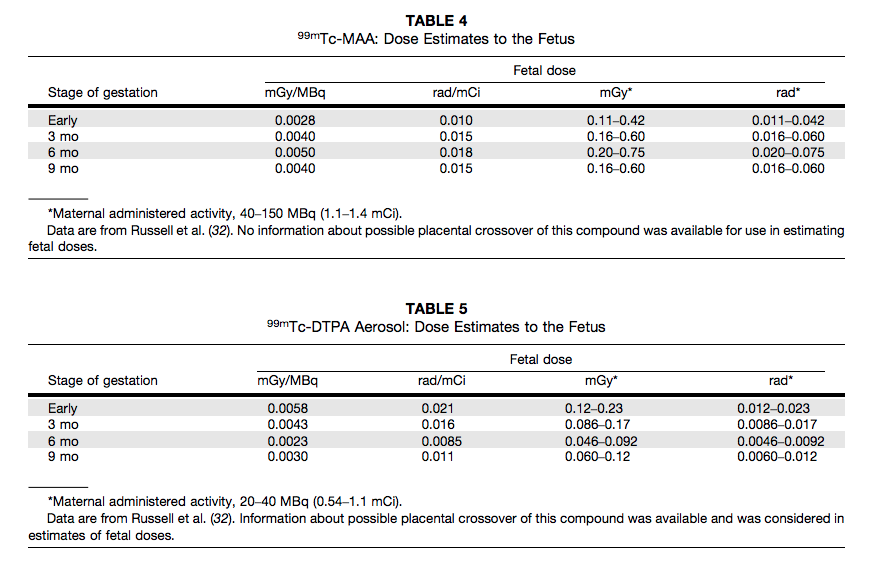 TABLE 4
99mTc-MAA: Dose Estimates to the Fetus
Fetal dose
Stage of gestation mGy/MBq rad/mCi mGy* rad*
Early 0.0028 0.010 0.11–0.42 0.011–0.042
3 mo 0.0040 0.015 0.16–0.60 0.016–0.060
6 mo 0.0050 0.018 0.20–0.75 0.020–0.075
9 mo 0.0040 0.015 0.16–0.60 0.016–0.060
*Maternal administered activity, 40–150 MBq (1.1–1.4 mCi).
Data are from Russell et al. (32). No information about possible placental crossover of this compound was available for use in estimating
fetal doses.
TABLE 5
99mTc-DTPA Aerosol: Dose Estimates to the Fetus
Fetal dose
Stage of gestation mGy/MBq rad/mCi mGy* rad*
Early 0.0058 0.021 0.12–0.23 0.012–0.023
3 mo 0.0043 0.016 0.086–0.17 0.0086–0.017
6 mo 0.0023 0.0085 0.046–0.092 0.0046–0.0092
9 mo 0.0030 0.011 0.060–0.12 0.0060–0.012
*Maternal administered activity, 20–40 MBq (0.54–1.1 mCi).
Data are from Russell et al. (32). Information about possible placental crossover of this compound was available and was considered in
estimates of fetal doses.